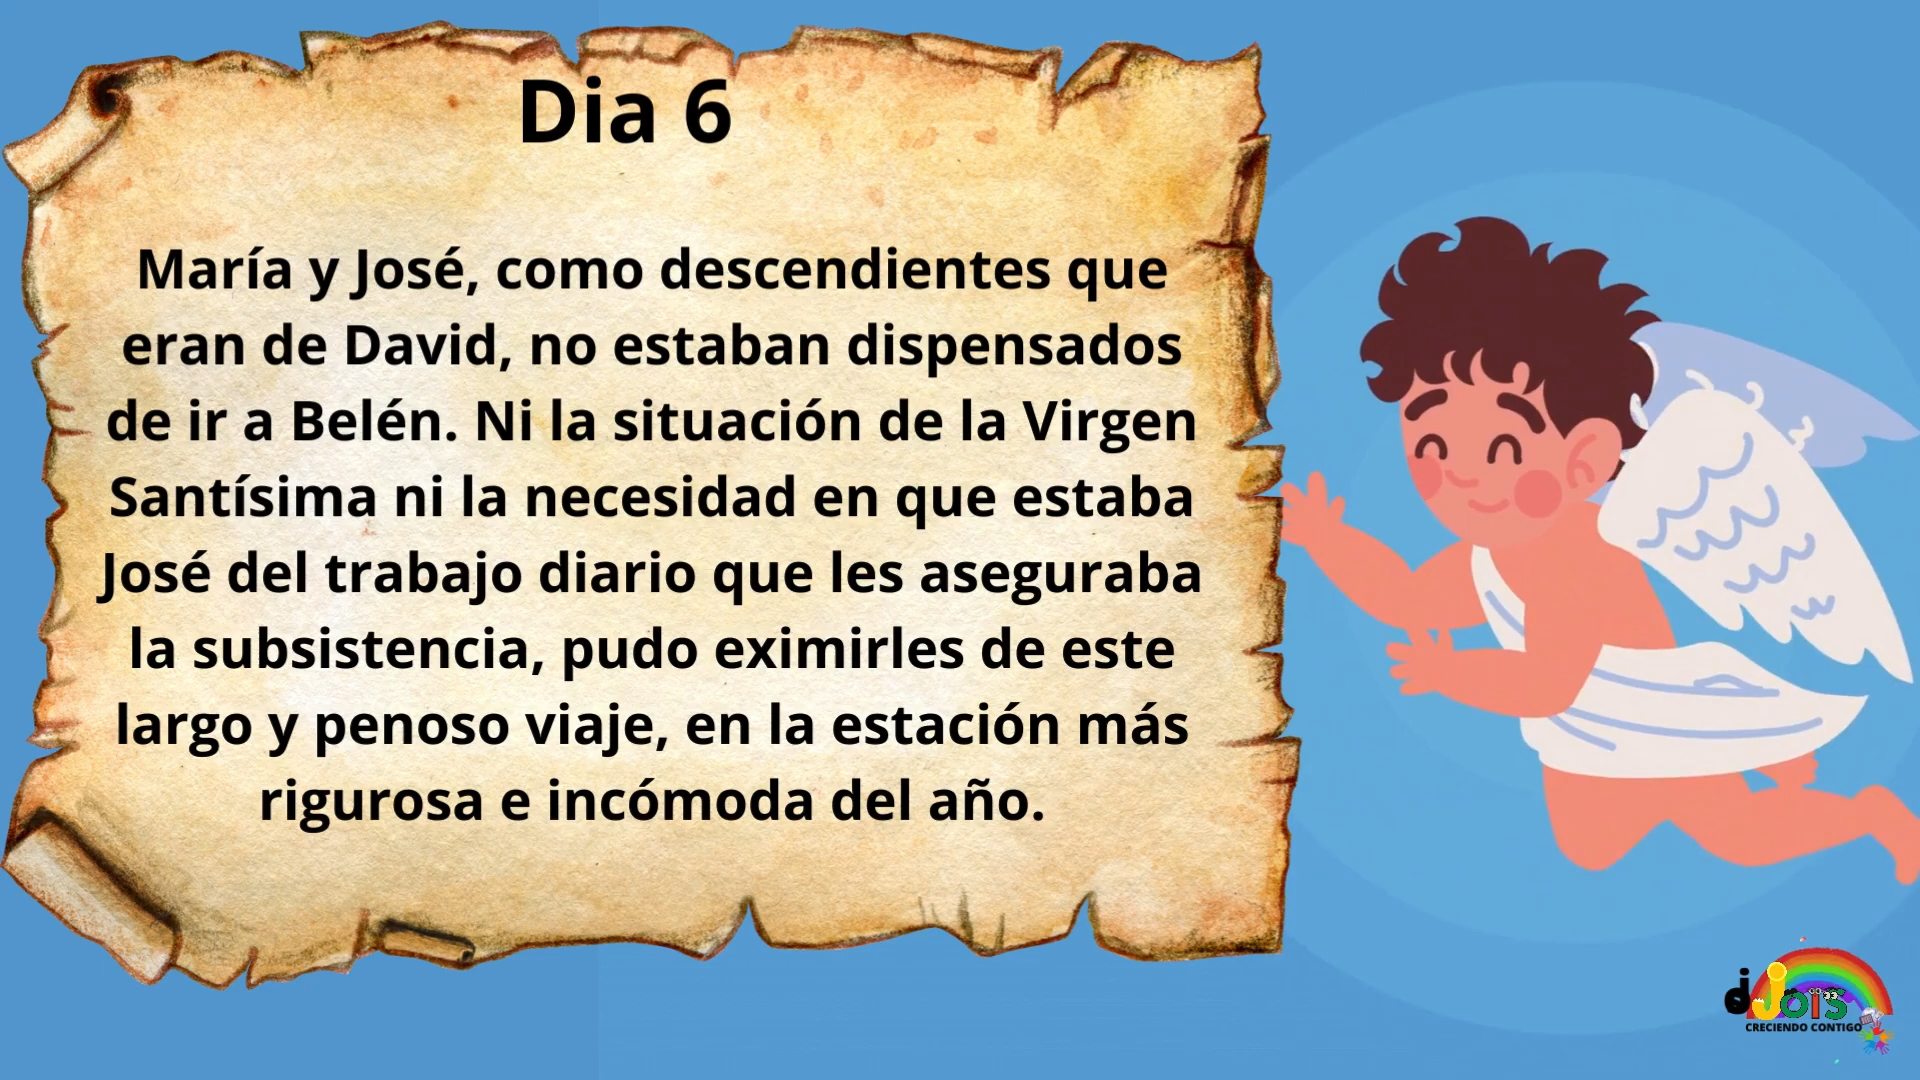 Dia 6
María y José, como descendientes que
eran de David, no estaban dispensados
de ir a Belén. Ni la situación de la Virgen
Santísima ni la necesidad en que estaba
José del trabajo diario que les aseguraba
la subsistencia, pudo eximirles de este
largo y penoso viaje, en la estación más
rigurosa e incómoda del año.
Jois
CRECIENDO CONTIGO